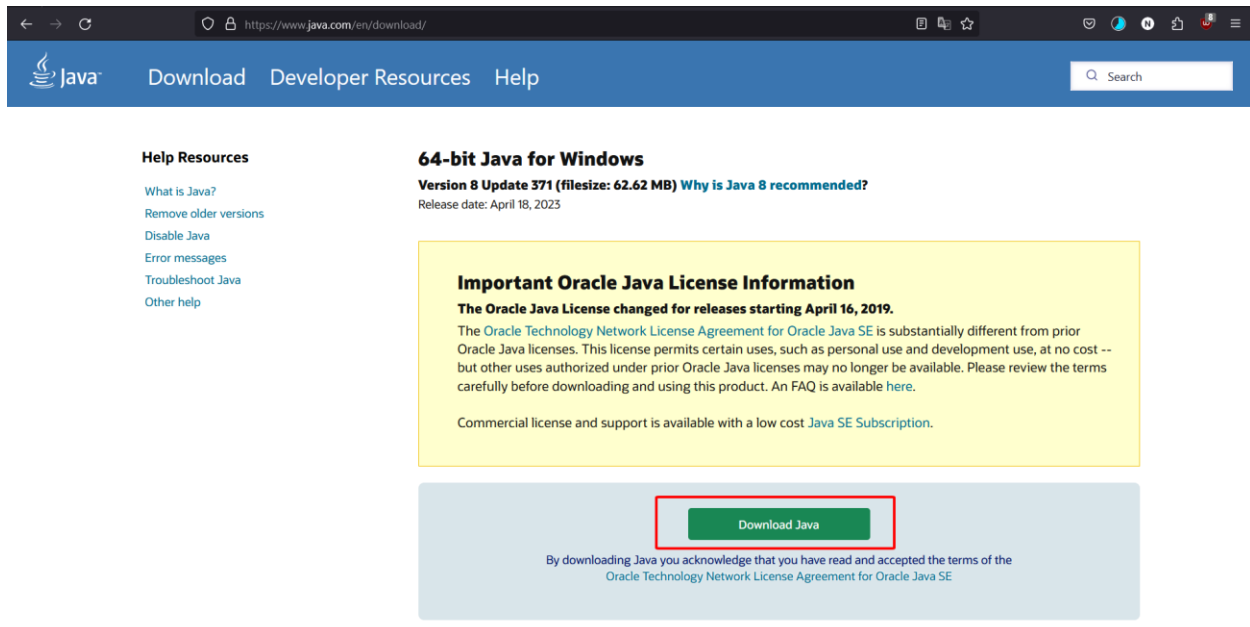 https://www.java.com/en/download/
Java
Download
Developer Resources
Help
Search
Help Resources
What is Java?
Remove older versions
Disable Java
Error messages
Troubleshoot Java
Other help
64-bit Java for Windows
Version 8 Update 371 (filesize: 62.62 MB) Why is Java 8 recommended?
Release date: April 18, 2023
Important Oracle Java License Information
The Oracle Java License changed for releases starting April 16, 2019.
The Oracle Technology Network License Agreement for Oracle Java SE is substantially different from prior
Oracle Java licenses. This license permits certain uses, such as personal use and development use, at no cost --
but other uses authorized under prior Oracle Java licenses may no longer be available. Please review the terms
carefully before downloading and using this product. An FAQ is available here.
Commercial license and support is available with a low cost Java SE Subscription.
Download Java
By downloading Java you acknowledge that you have read and accepted the terms of the
Oracle Technology Network License Agreement for Oracle Java SE